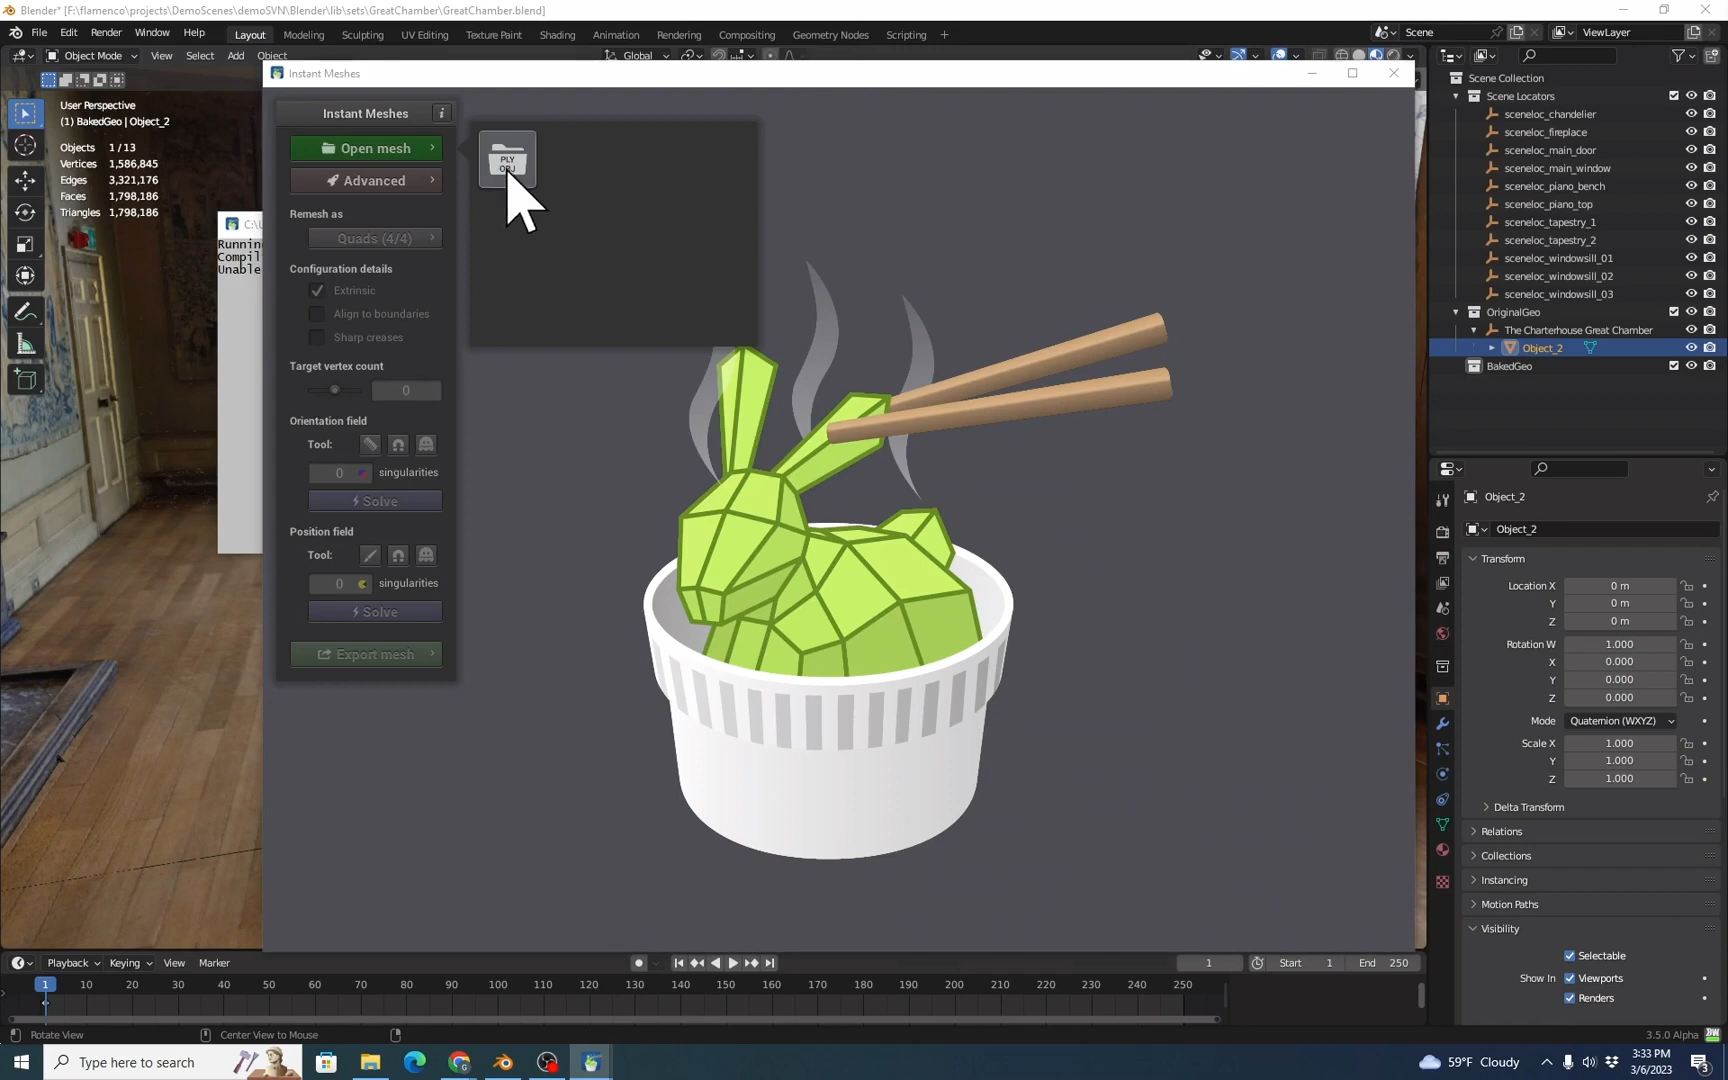 Blender* [F:\flamenco\projects\DemoScenes\demoSVN\Blender\lib\sets\GreatChamber\GreatChamber.blend]
File Edit Render Window Help Layout Modeling Sculpting UV Editing Texture Paint Shading Animation Rendering Compositing Geometry Nodes Scripting + Scene ViewLayer
Object Mode View Select Add Object Global
Instant Meshes
User Perspective
(1) BakedGeo | Object_2
Objects 1 / 13
Vertices 1,586,845
Edges 3,321,176
Faces 1,798,186
Triangles 1,798,186
C:\
Running
Compil
Unable
Instant Meshes i
Open mesh
Advanced
Remesh as
Quads (4/4)
Configuration details
Extrinsic
Align to boundaries
Sharp creases
Target vertex count
0
Orientation field
Tool:
0 singularities
Solve
Position field
Tool:
0 singularities
Solve
Export mesh
PLY
OBJ
Scene Collection
Scene Locators
sceneloc_chandelier
sceneloc_fireplace
sceneloc_main_door
sceneloc_main_window
sceneloc_piano_bench
sceneloc_piano_top
sceneloc_tapestry_1
sceneloc_tapestry_2
sceneloc_windowsill_01
sceneloc_windowsill_02
sceneloc_windowsill_03
OriginalGeo
The Charterhouse Great Chamber
Object_2
BakedGeo
Object_2
Object_2
Transform
Location X 0 m
Y 0 m
Z 0 m
Rotation W 1.000
X 0.000
Y 0.000
Z 0.000
Mode Quaternion (WXYZ)
Scale X 1.000
Y 1.000
Z 1.000
Delta Transform
Relations
Collections
Instancing
Motion Paths
Visibility
Selectable
Show In Viewports
Renders
Playback Keying View Marker 1 Start 1 End 250
1 10 20 30 40 50 60 70 80 90 100 110 120 130 140 150 160 170 180 190 200 210 220 230 240 250
Rotate View Center View to Mouse 3.5.0 Alpha
Type here to search 59°F Cloudy 3:33 PM
3/6/2023 3